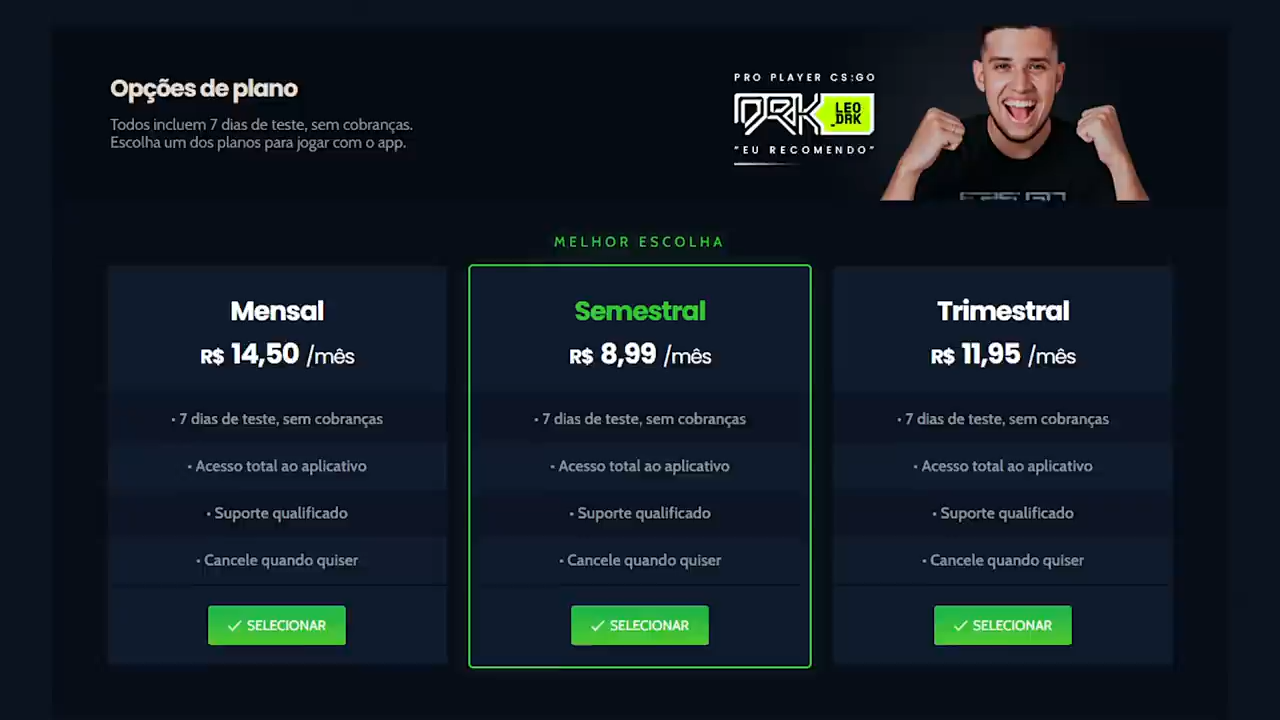 Opções de plano
Todos incluem 7 dias de teste, sem cobranças.
Escolha um dos planos para jogar com o app.
PRO PLAYER CS:GO
DRK LEO
_DRK
"EU RECOMENDO"
MELHOR ESCOLHA
Mensal
R$ 14,50 /mês
• 7 dias de teste, sem cobranças
• Acesso total ao aplicativo
• Suporte qualificado
• Cancele quando quiser
✓ SELECIONAR
Semestral
R$ 8,99 /mês
• 7 dias de teste, sem cobranças
• Acesso total ao aplicativo
• Suporte qualificado
• Cancele quando quiser
✓ SELECIONAR
Trimestral
R$ 11,95 /mês
• 7 dias de teste, sem cobranças
• Acesso total ao aplicativo
• Suporte qualificado
• Cancele quando quiser
✓ SELECIONAR